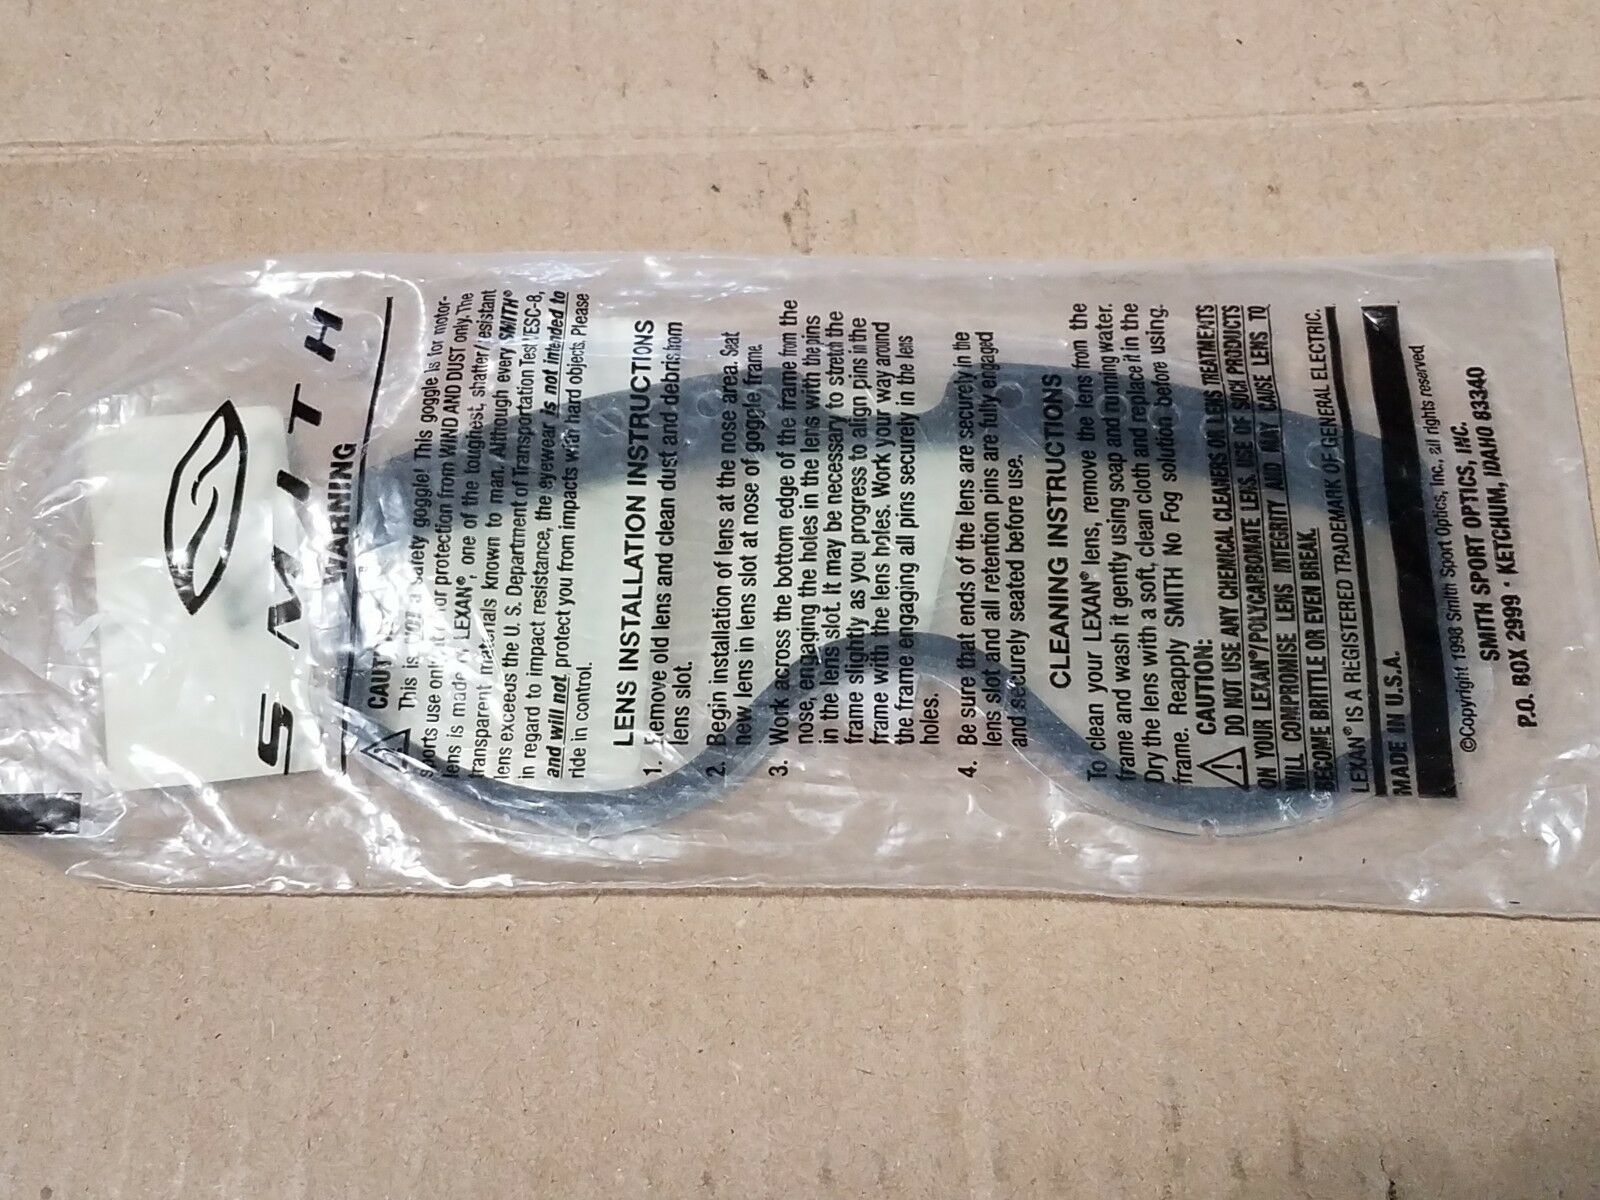 SMITH
WARNING
CAUTION:
This is NOT a safety goggle! This goggle is for motor-
sports use only for protection from WIND AND DUST only. The
lens is made of LEXAN®, one of the toughest, shatter/resistant
transparent materials known to man. Although every SMITH®
lens exceeds the U. S. Department of Transportation Test VESC-8,
in regard to impact resistance, the eyewear is not intended to
and will not protect you from impacts with hard objects. Please
ride in control.
LENS INSTALLATION INSTRUCTIONS
1. Remove old lens and clean dust and debris from
lens slot.
2. Begin installation of lens at the nose area. Seat
new lens in lens slot at nose of goggle frame.
3. Work across the bottom edge of the frame from the
nose, engaging the holes in the lens with the pins
in the lens slot. It may be necessary to stretch the
frame slightly as you progress to align pins in the
frame with the lens holes. Work your way around
the frame engaging all pins securely in the lens
holes.
4. Be sure that ends of the lens are securely in the
lens slot and all retention pins are fully engaged
and securely seated before use.
CLEANING INSTRUCTIONS
To clean your LEXAN® lens, remove the lens from the
frame and wash it gently using soap and running water.
Dry the lens with a soft, clean cloth and replace it in the
frame. Reapply SMITH No Fog solution before using.
CAUTION:
DO NOT USE ANY CHEMICAL CLEANERS OR LENS TREATMENTS
ON YOUR LEXAN®/POLYCARBONATE LENS. USE OF SUCH PRODUCTS
WILL COMPROMISE LENS INTEGRITY AND MAY CAUSE LENS TO
BECOME BRITTLE OR EVEN BREAK.
LEXAN® IS A REGISTERED TRADEMARK OF GENERAL ELECTRIC.
MADE IN U.S.A.
©Copyright 1998 Smith Sport Optics, Inc., all rights reserved
SMITH SPORT OPTICS, INC.
P.O. BOX 2999 • KETCHUM, IDAHO 83340